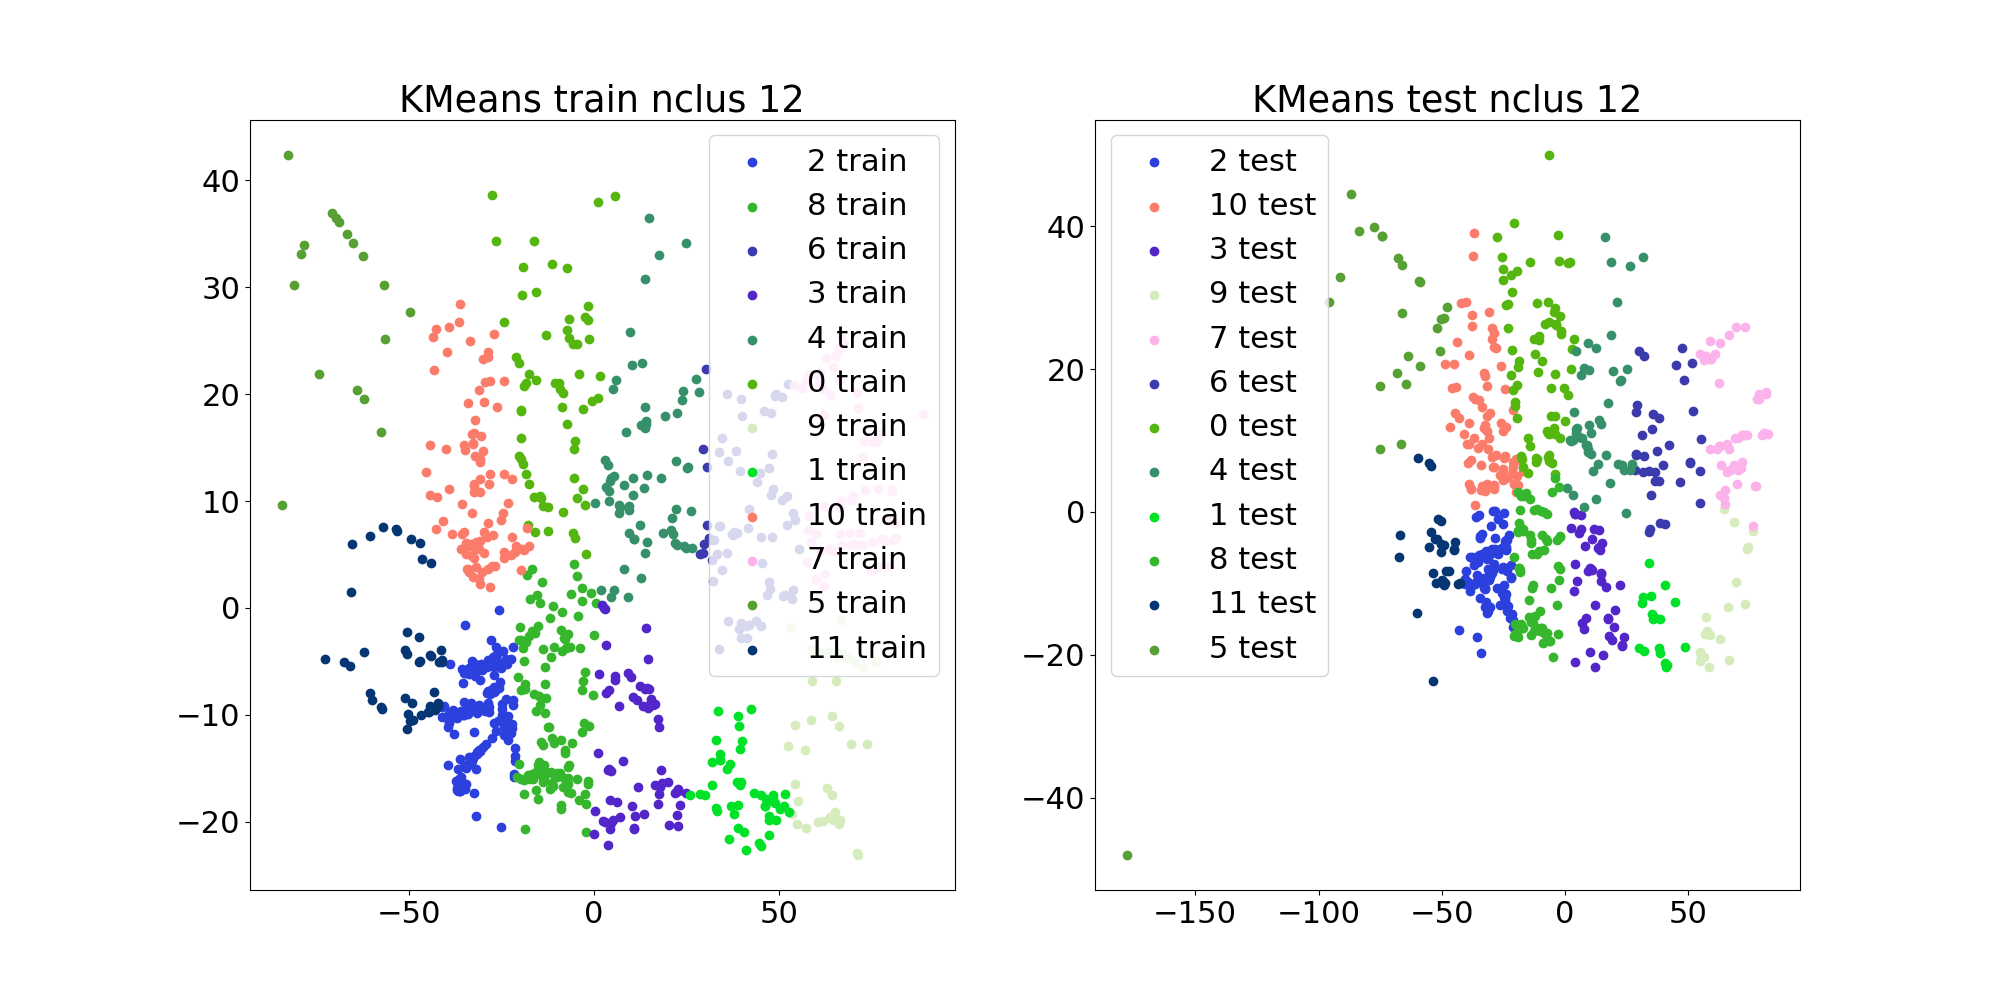 KMeans train nclus 12
40
30
20
10
0
−10
−20
−50
0
50
2 train
8 train
6 train
3 train
4 train
0 train
9 train
1 train
10 train
7 train
5 train
11 train
KMeans test nclus 12
40
20
0
−20
−40
−150
−100
−50
0
50
2 test
10 test
3 test
9 test
7 test
6 test
0 test
4 test
1 test
8 test
11 test
5 test